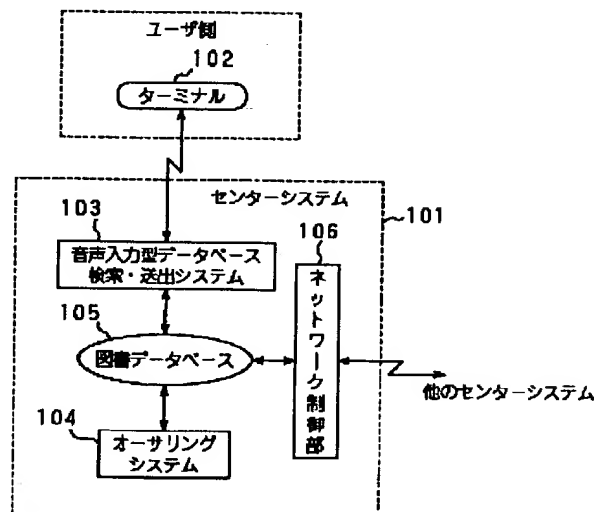 ユーザ側
102
ターミナル
センターシステム
101
103
音声入力型データベース
検索・送出システム
106
ネットワーク制御部
105
図書データベース
他のセンターシステム
104
オーサリング
システム